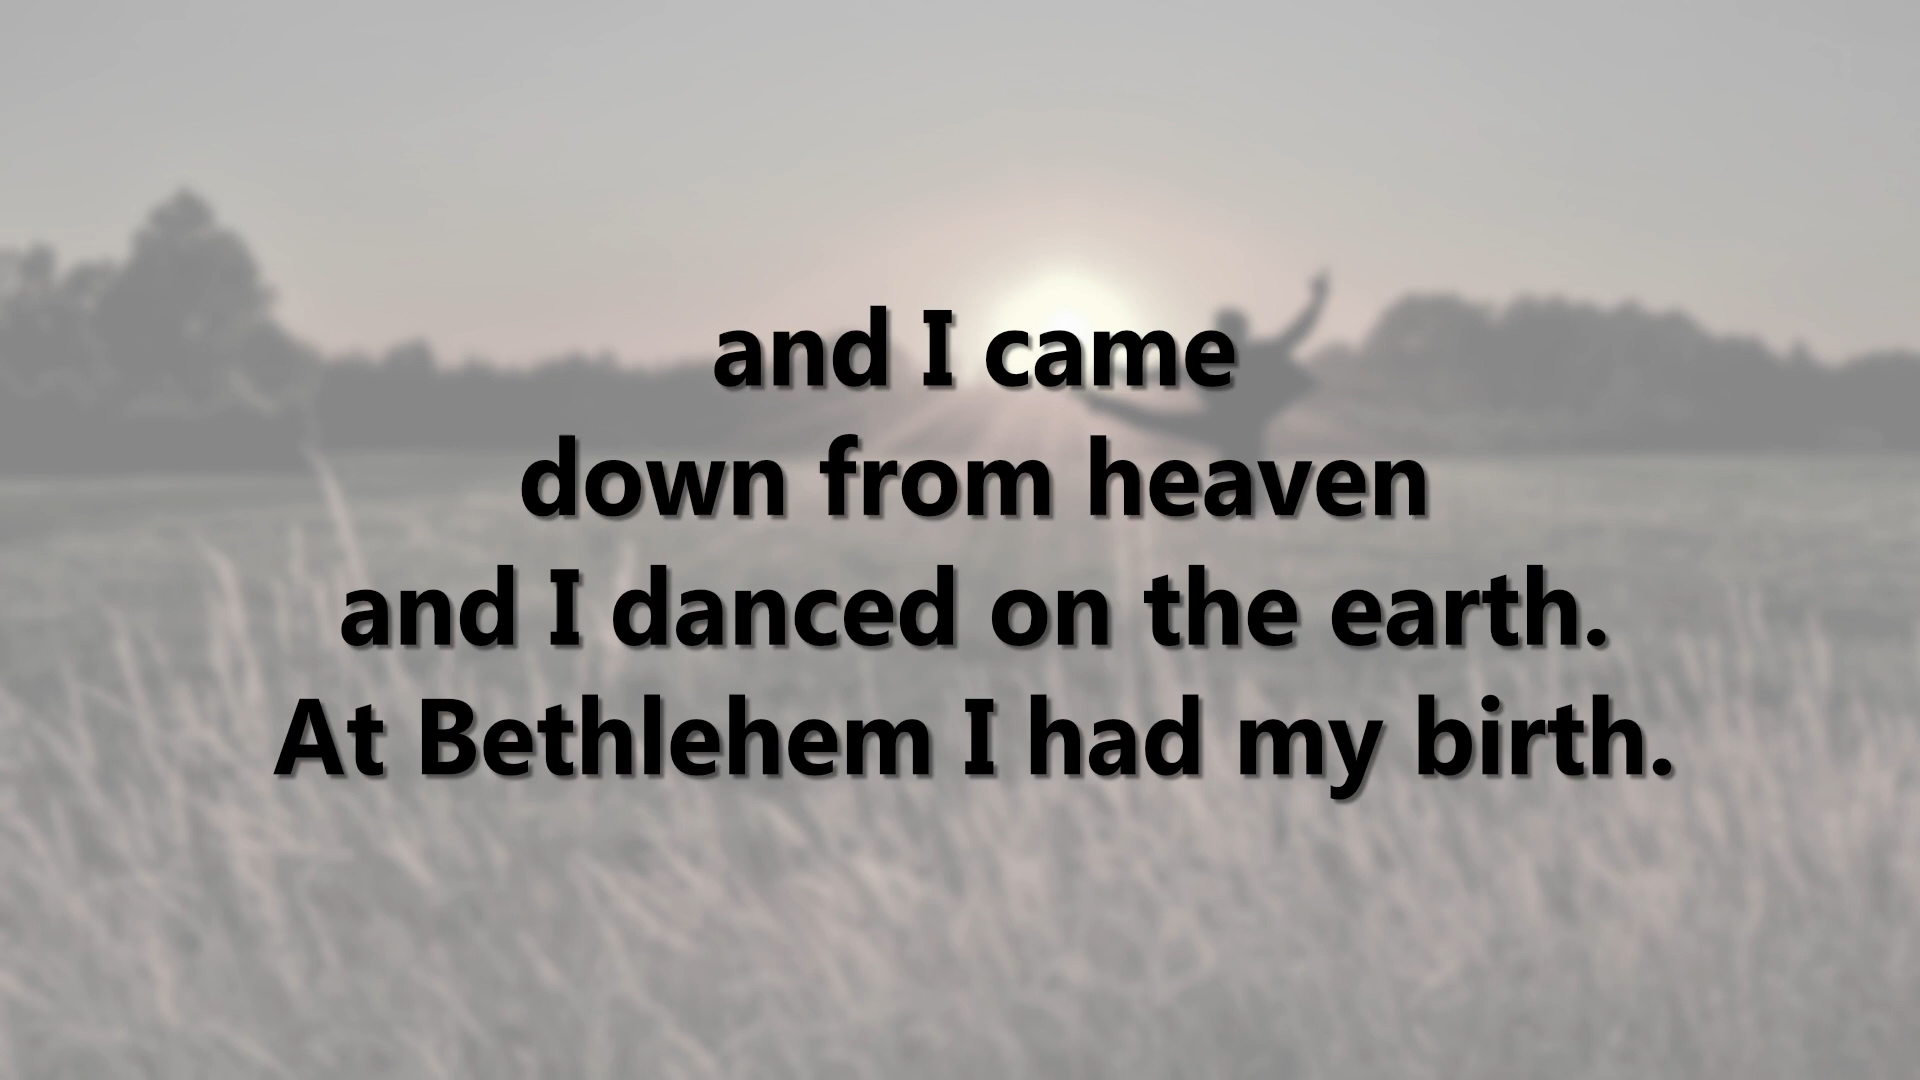 and I came
down from heaven
and I danced on the earth.
At Bethlehem I had my birth.